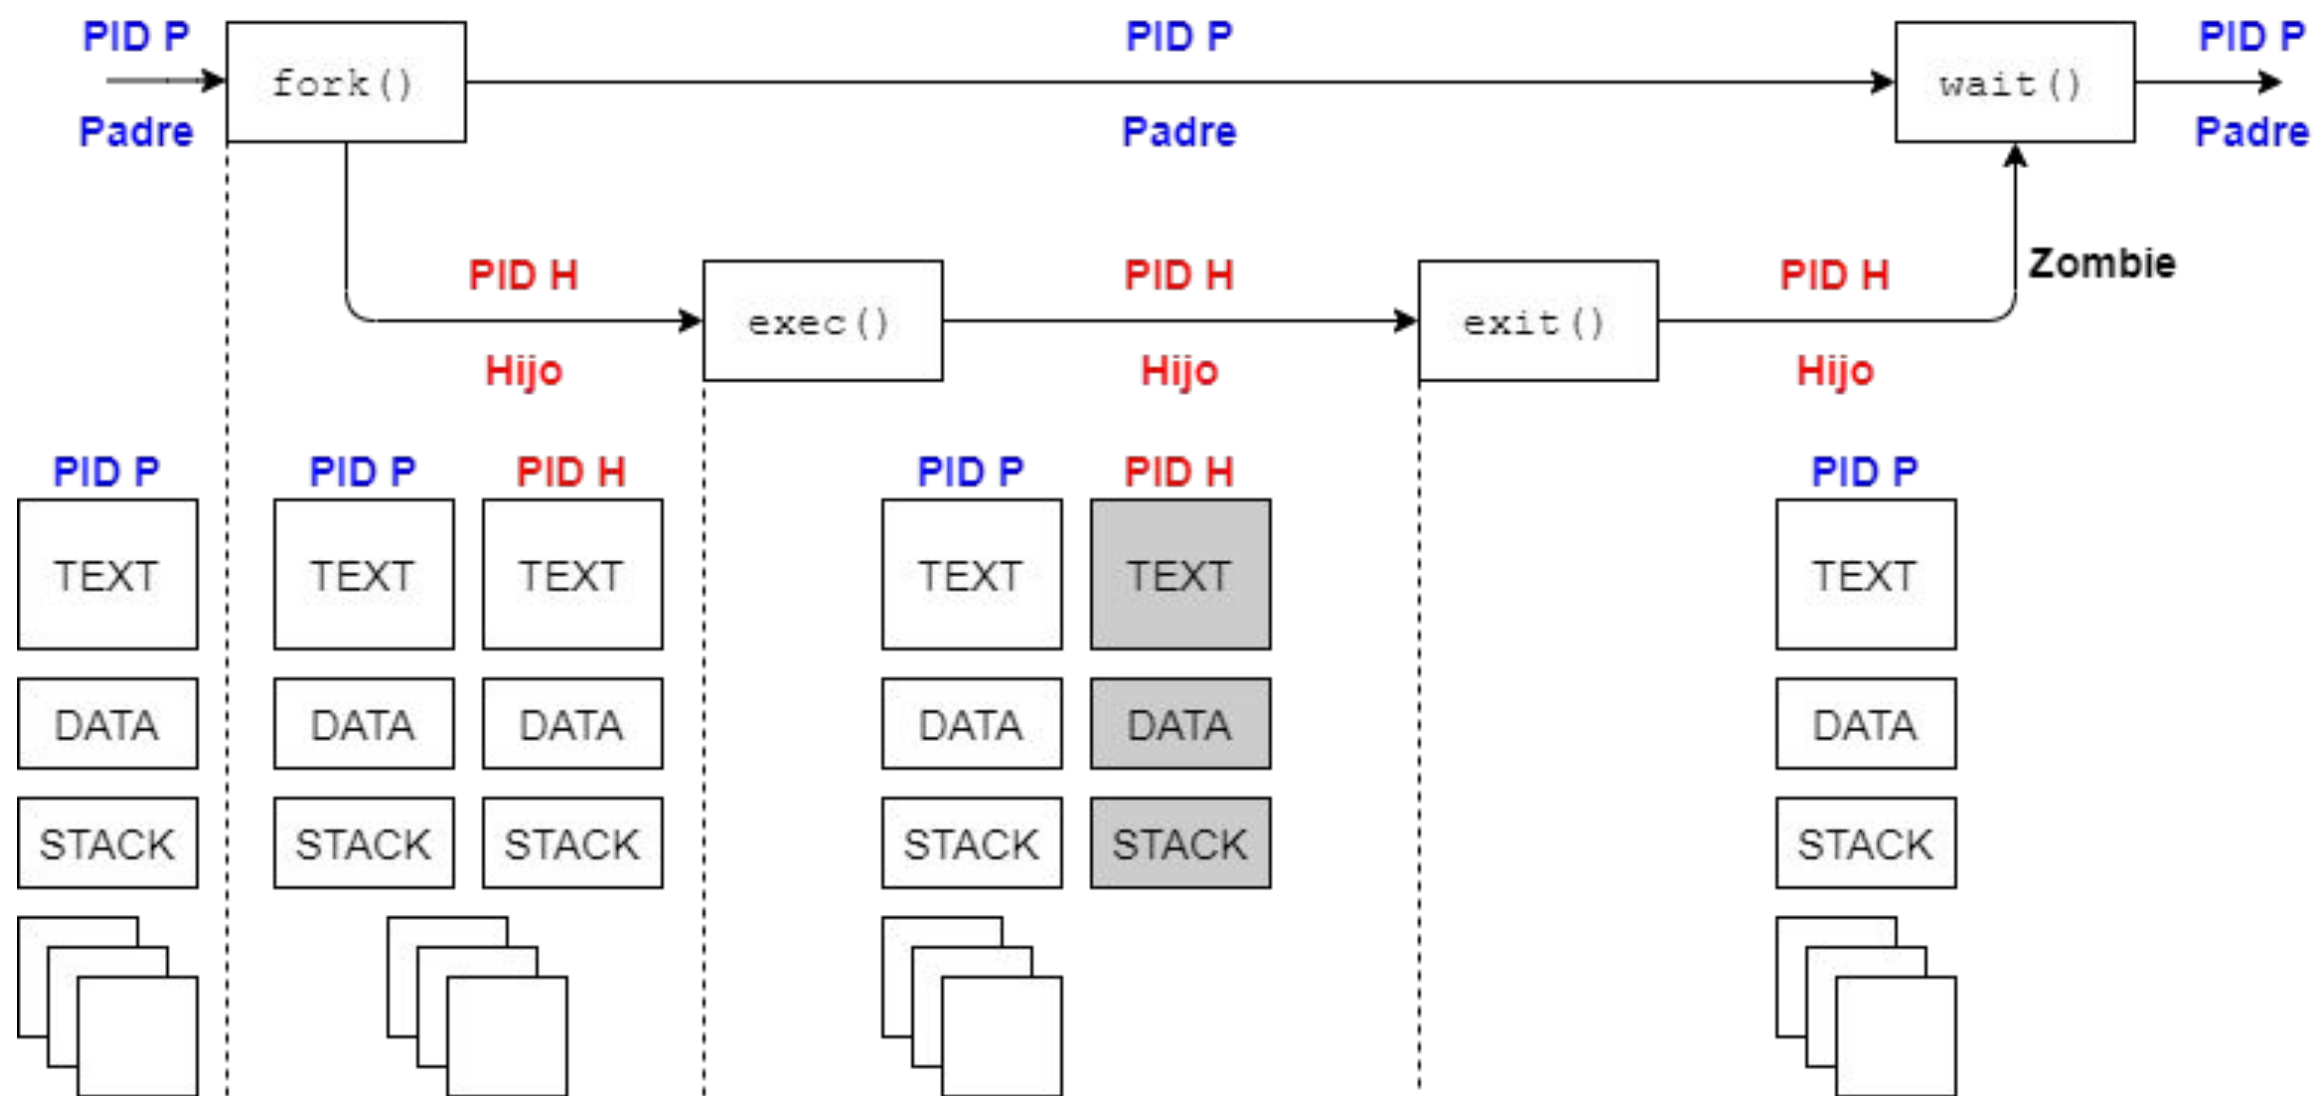 PID P
PID P
PID P
fork()
wait()
Padre
Padre
Padre
PID H
PID H
PID H
Zombie
exec()
exit()
Hijo
Hijo
Hijo
PID P
PID P
PID H
PID P
PID H
PID P
TEXT
TEXT
TEXT
TEXT
TEXT
TEXT
DATA
DATA
DATA
DATA
DATA
DATA
STACK
STACK
STACK
STACK
STACK
STACK